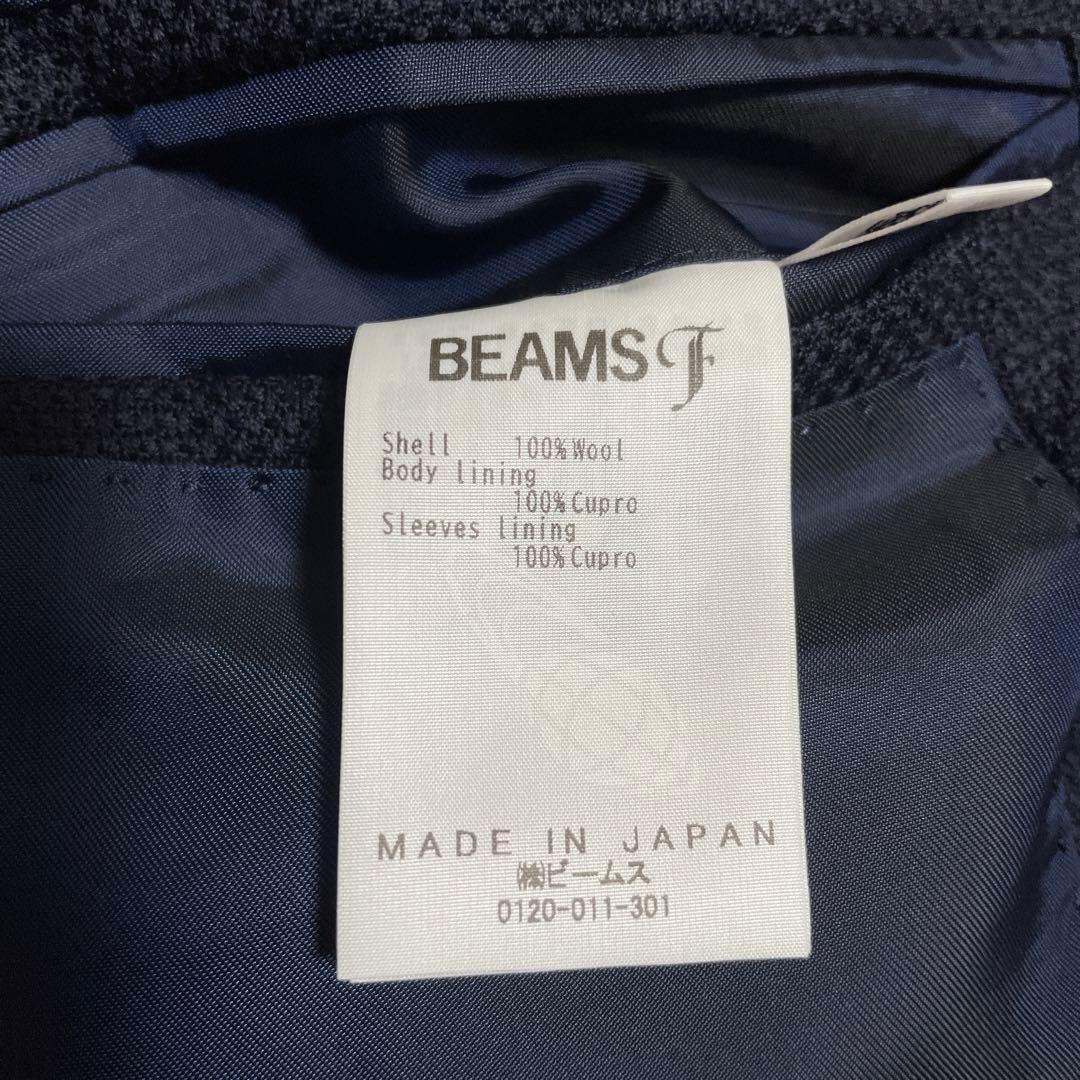 BEAMS F
Shell 100%Wool
Body lining
100%Cupro
Sleeves lining
100%Cupro
MADE IN JAPAN
㈱ビームス
0120-011-301